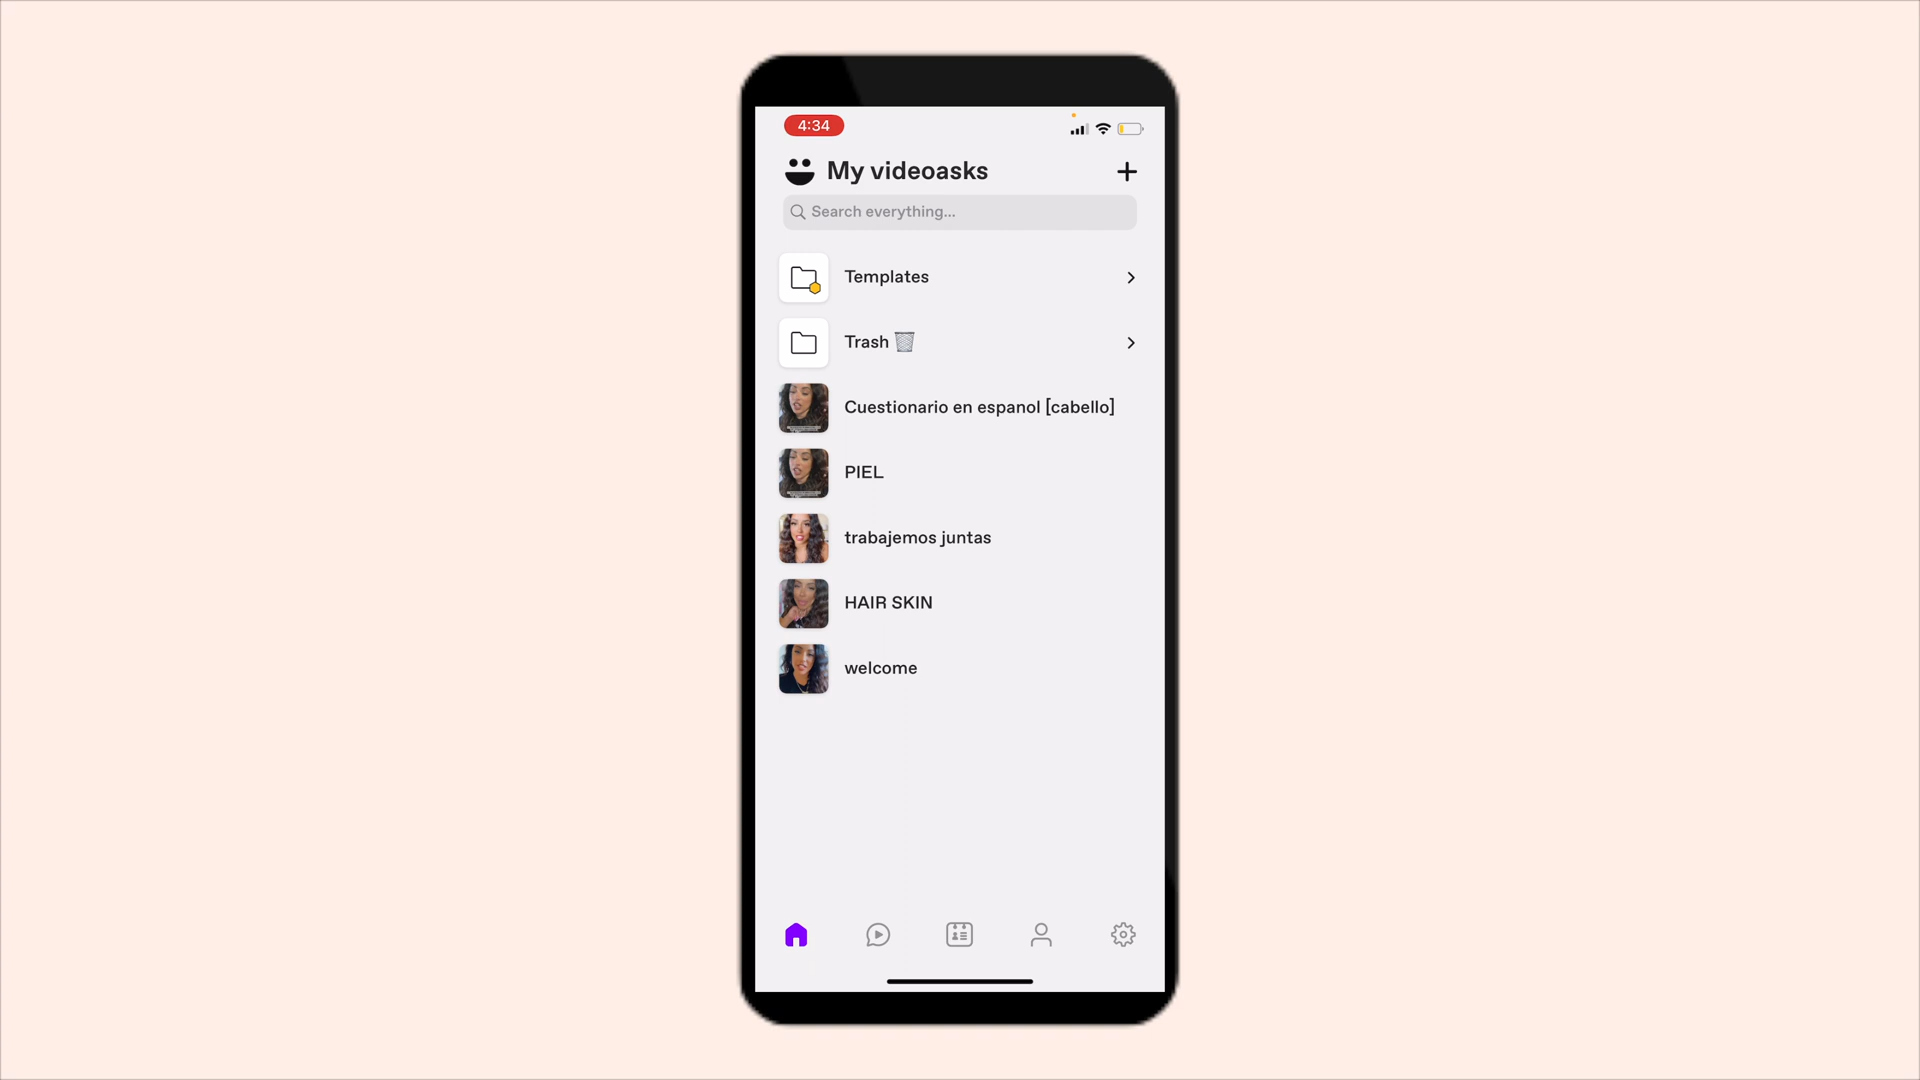 4:34
My videoasks
Search everything...
Templates
Trash 🗑️
Cuestionario en espanol [cabello]
PIEL
trabajemos juntas
HAIR SKIN
welcome